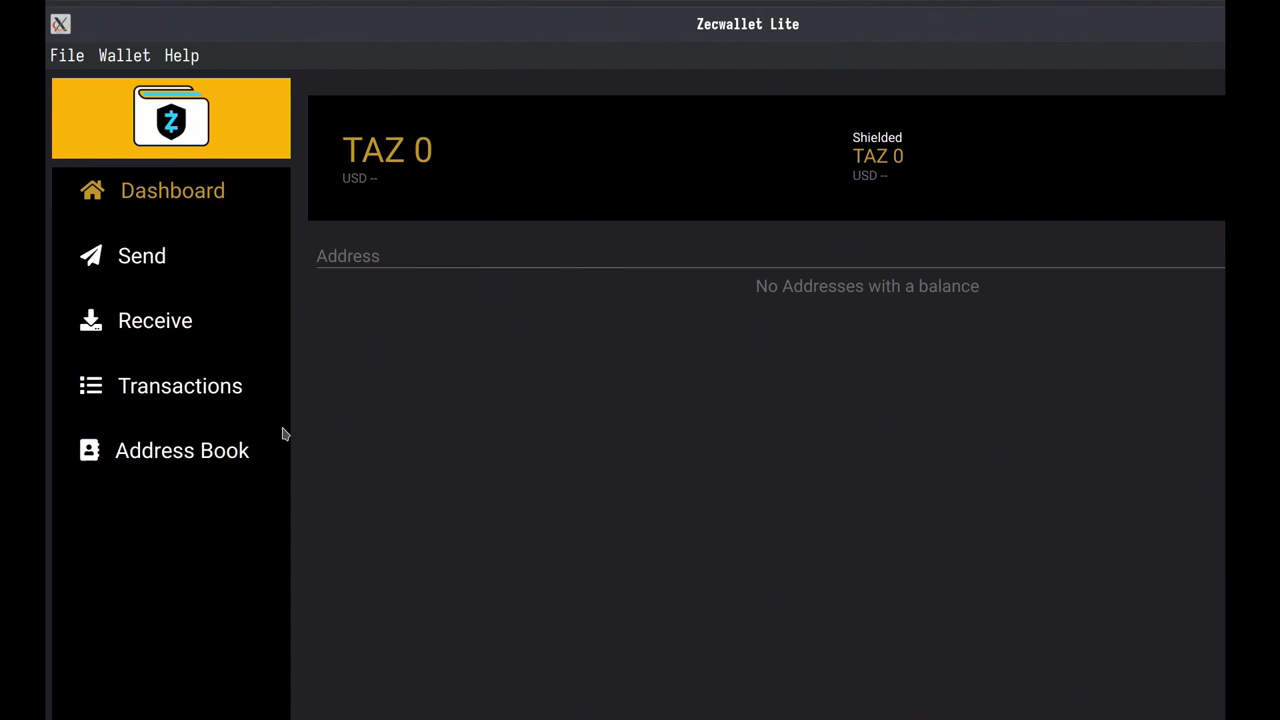 Zecwallet Lite
File Wallet Help
TAZ 0
USD --
Shielded
TAZ 0
USD --
Dashboard
Send
Receive
Transactions
Address Book
Address
No Addresses with a balance